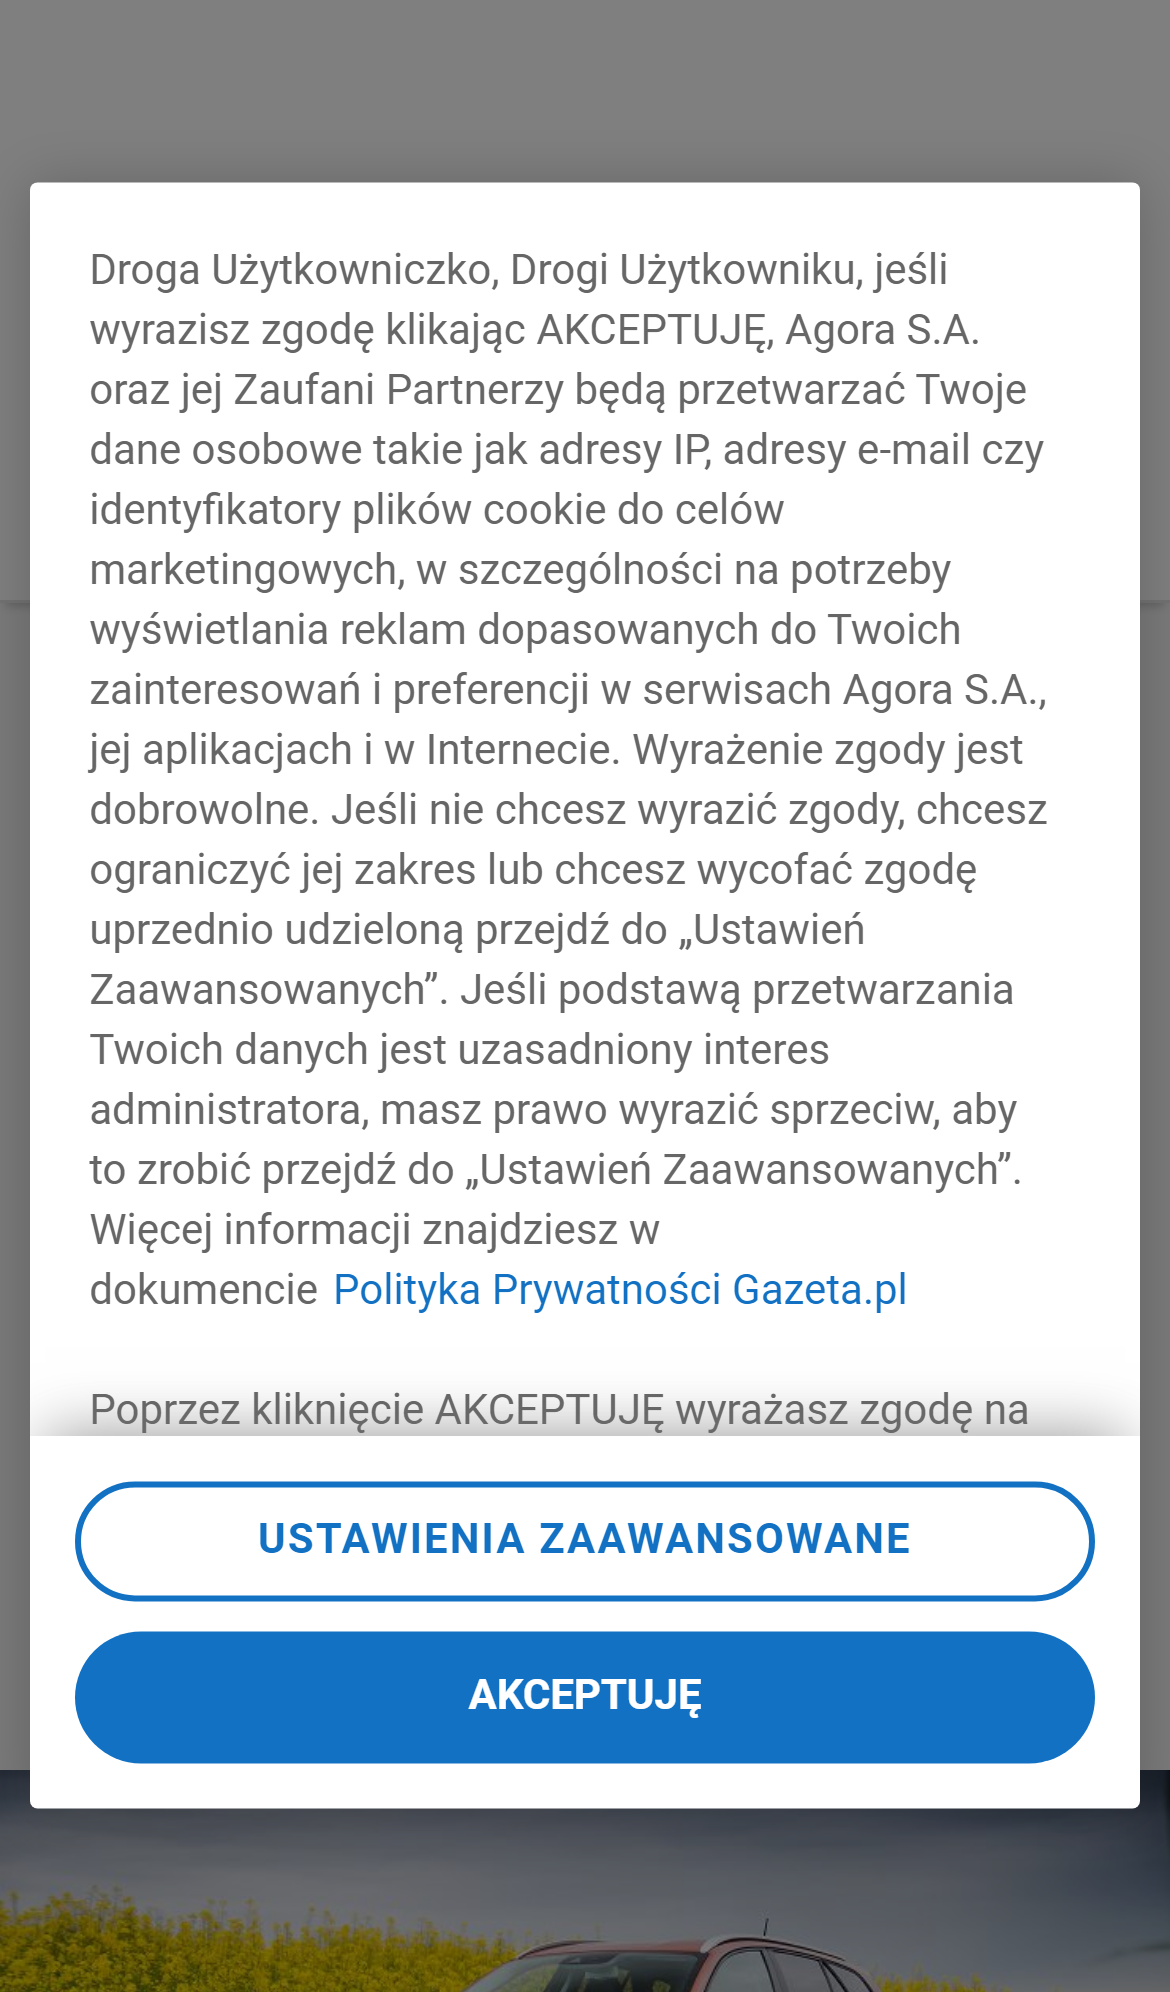 Droga Użytkowniczko, Drogi Użytkowniku, jeśli
wyrazisz zgodę klikając AKCEPTUJĘ, Agora S.A.
oraz jej Zaufani Partnerzy będą przetwarzać Twoje
dane osobowe takie jak adresy IP, adresy e-mail czy
identyfikatory plików cookie do celów
marketingowych, w szczególności na potrzeby
wyświetlania reklam dopasowanych do Twoich
zainteresowań i preferencji w serwisach Agora S.A.,
jej aplikacjach i w Internecie. Wyrażenie zgody jest
dobrowolne. Jeśli nie chcesz wyrazić zgody, chcesz
ograniczyć jej zakres lub chcesz wycofać zgodę
uprzednio udzieloną przejdź do „Ustawień
Zaawansowanych”. Jeśli podstawą przetwarzania
Twoich danych jest uzasadniony interes
administratora, masz prawo wyrazić sprzeciw, aby
to zrobić przejdź do „Ustawień Zaawansowanych”.
Więcej informacji znajdziesz w
dokumencie Polityka Prywatności Gazeta.pl
Poprzez kliknięcie AKCEPTUJĘ wyrażasz zgodę na
USTAWIENIA ZAAWANSOWANE
AKCEPTUJĘ